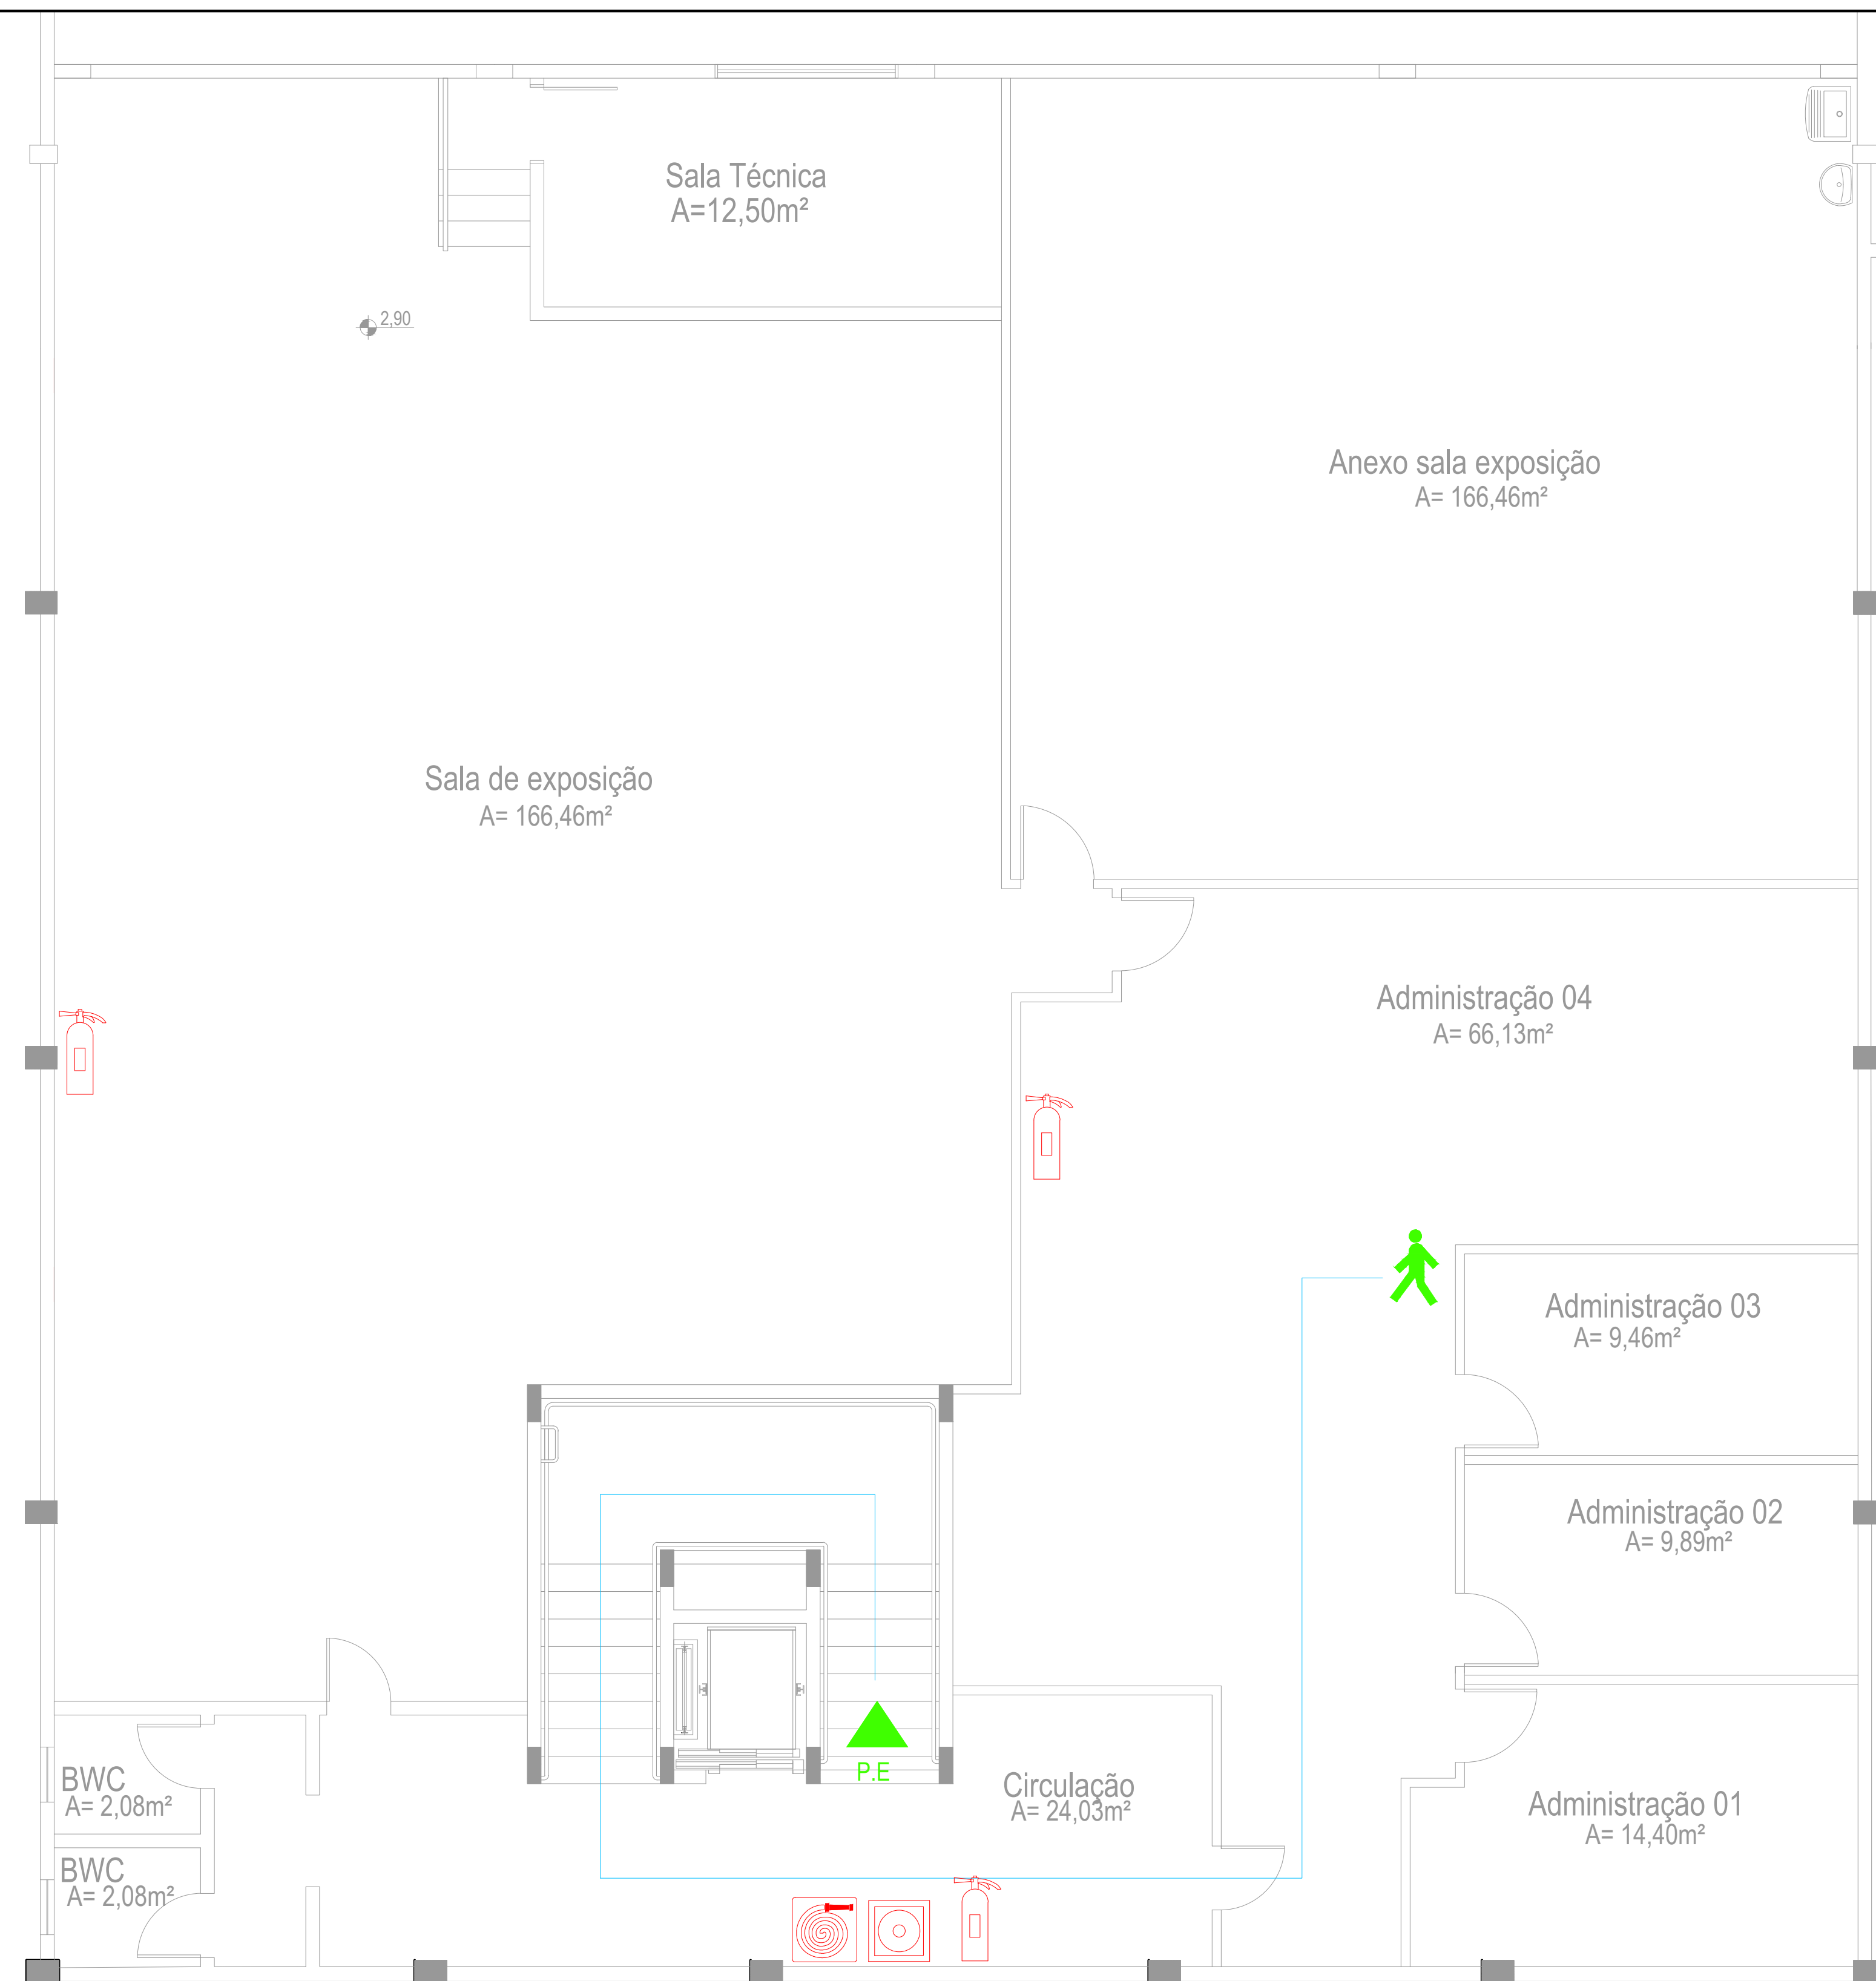 Sala Técnica
A=12,50m²
2,90
Anexo sala exposição
A= 166,46m²
Sala de exposição
A= 166,46m²
Administração 04
A= 66,13m²
Administração 03
A= 9,46m²
Administração 02
A= 9,89m²
P.E
BWC
A= 2,08m²
Circulação
A= 24,03m²
Administração 01
A= 14,40m²
BWC
A= 2,08m²